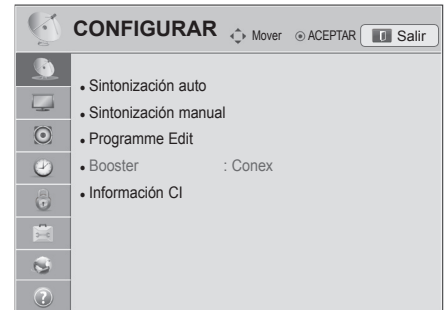 CONFIGURAR Mover ACEPTAR Salir
• Sintonización auto
• Sintonización manual
• Programme Edit
• Booster : Conex
• Información CI
?